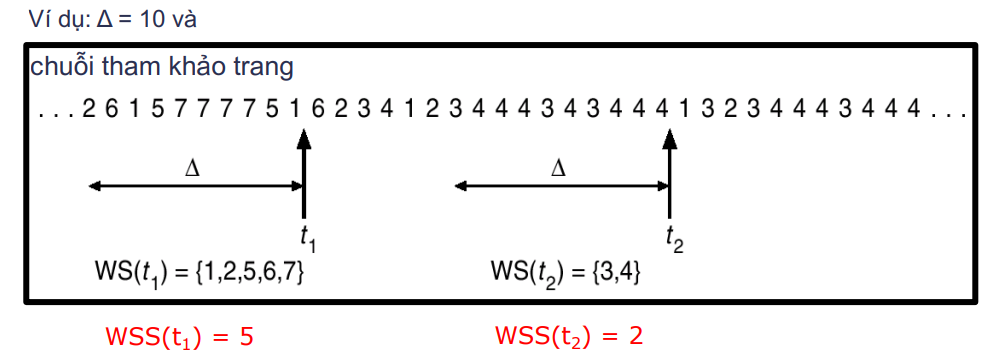 Ví dụ: Δ = 10 và
chuỗi tham khảo trang
. . . 2 6 1 5 7 7 7 7 5 1 6 2 3 4 1 2 3 4 4 4 3 4 3 4 4 4 1 3 2 3 4 4 4 3 4 4 4 . . .
Δ Δ
t₁ t₂
WS(t₁) = {1,2,5,6,7} WS(t₂) = {3,4}
WSS(t₁) = 5 WSS(t₂) = 2